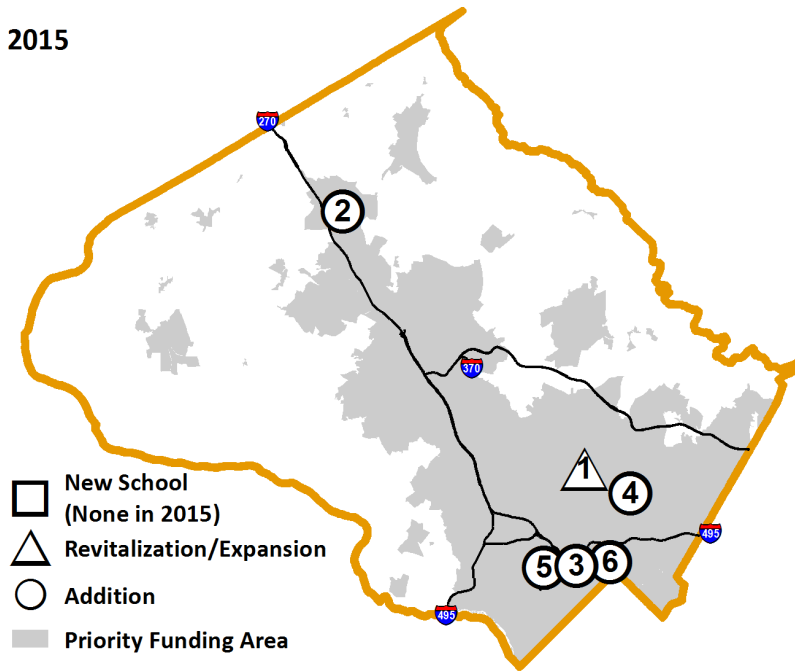 2015
270
2
370
1
4
495
5
3
6
495
New School
(None in 2015)
Revitalization/Expansion
Addition
Priority Funding Area